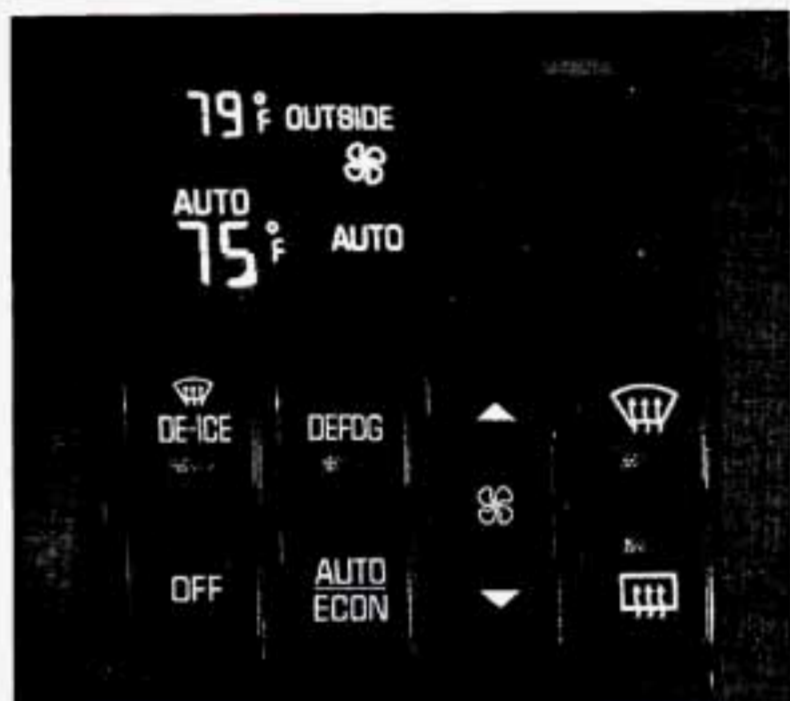 79°F OUTSIDE
AUTO
75°F AUTO
DE-ICE DEFOG
OFF AUTO
ECON